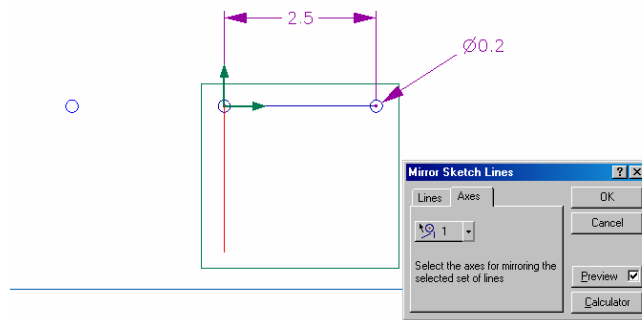 2.5
Ø0.2
Mirror Sketch Lines
Lines Axes
OK
1
Cancel
Select the axes for mirroring the
selected set of lines
Preview
Calculator